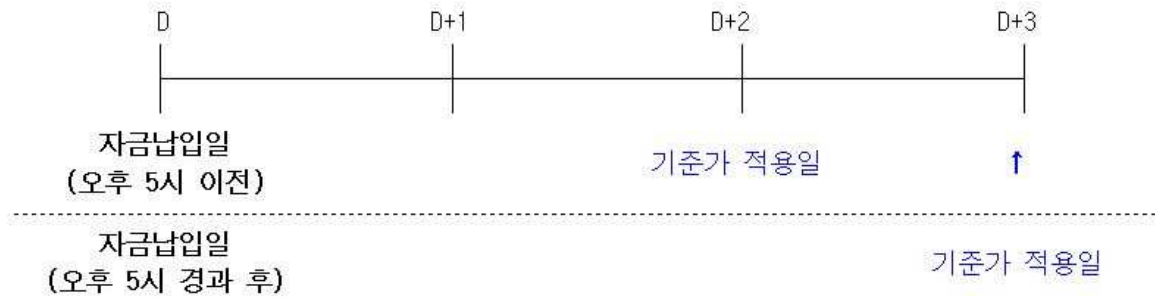 D D+1 D+2 D+3
자금납입일
(오후 5시 이전)
기준가 적용일 ↑
자금납입일
(오후 5시 경과 후)
기준가 적용일